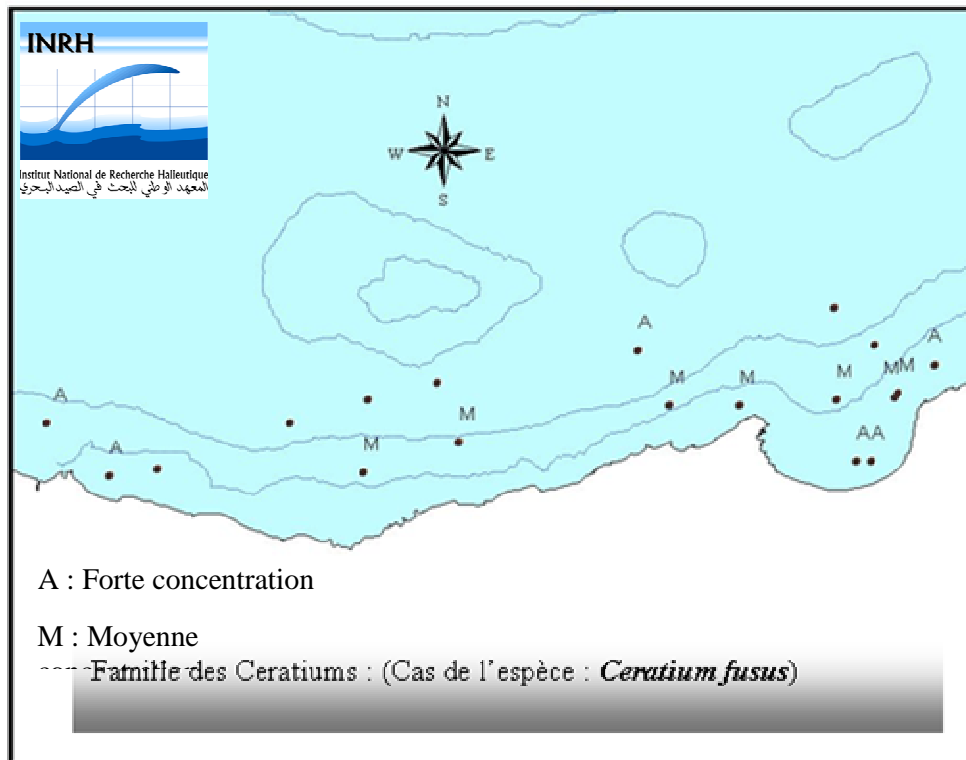 INRH
Institut National de Recherche Halieutique
المعهد الوطني للبحث في الصيد البحري
N
W E
S
A
A
A
M M M MM
A M
M
A
AA
A : Forte concentration
M : Moyenne
Famille des Ceratiums : (Cas de l'espèce : Ceratium fusus)